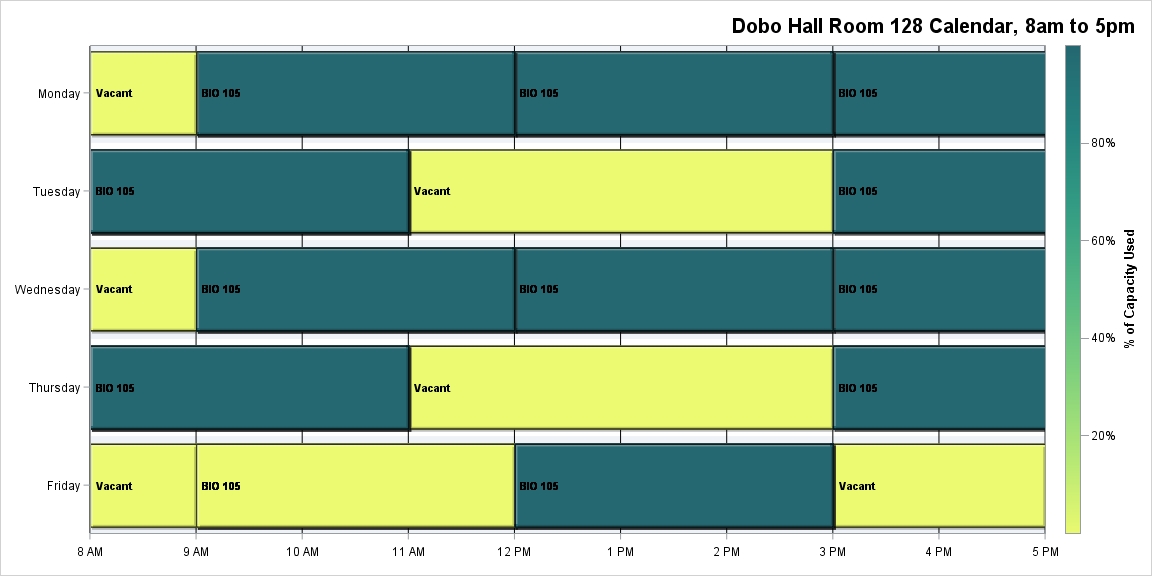 Dobo Hall Room 128 Calendar, 8am to 5pm
Monday
Vacant
BIO 105
BIO 105
BIO 105
Tuesday
BIO 105
Vacant
BIO 105
Wednesday
Vacant
BIO 105
BIO 105
BIO 105
Thursday
BIO 105
Vacant
BIO 105
Friday
Vacant
BIO 105
BIO 105
Vacant
8 AM
9 AM
10 AM
11 AM
12 PM
1 PM
2 PM
3 PM
4 PM
5 PM
80%
60%
40%
20%
% of Capacity Used